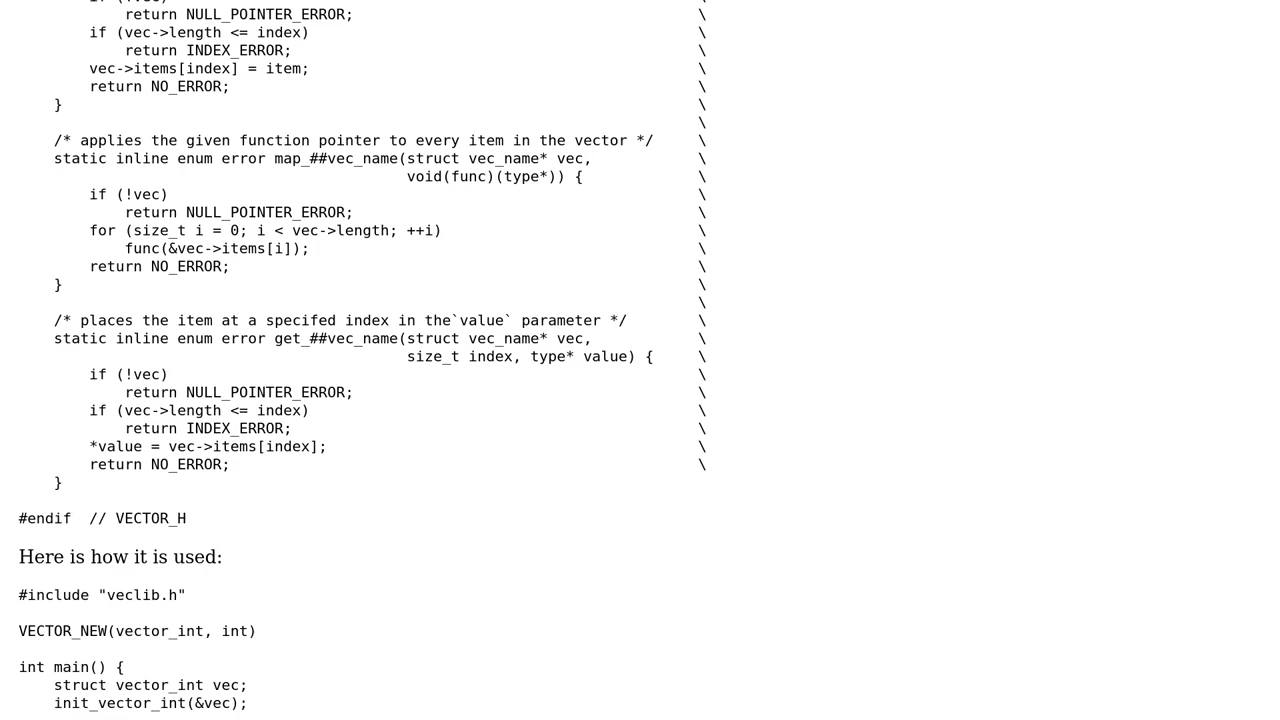 return NULL_POINTER_ERROR;                                       \
        if (vec->length <= index)                                            \
            return INDEX_ERROR;                                              \
        vec->items[index] = item;                                            \
        return NO_ERROR;                                                     \
    }                                                                        \
                                                                             \
    /* applies the given function pointer to every item in the vector */     \
    static inline enum error map_##vec_name(struct vec_name* vec,            \
                                            void(func)(type*)) {             \
        if (!vec)                                                            \
            return NULL_POINTER_ERROR;                                       \
        for (size_t i = 0; i < vec->length; ++i)                             \
            func(&vec->items[i]);                                            \
        return NO_ERROR;                                                     \
    }                                                                        \
                                                                             \
    /* places the item at a specifed index in the`value` parameter */        \
    static inline enum error get_##vec_name(struct vec_name* vec,            \
                                            size_t index, type* value) {     \
        if (!vec)                                                            \
            return NULL_POINTER_ERROR;                                       \
        if (vec->length <= index)                                            \
            return INDEX_ERROR;                                              \
        *value = vec->items[index];                                          \
        return NO_ERROR;                                                     \
    }
#endif  // VECTOR_H
Here is how it is used:
#include "veclib.h"
VECTOR_NEW(vector_int, int)
int main() {
    struct vector_int vec;
    init_vector_int(&vec);